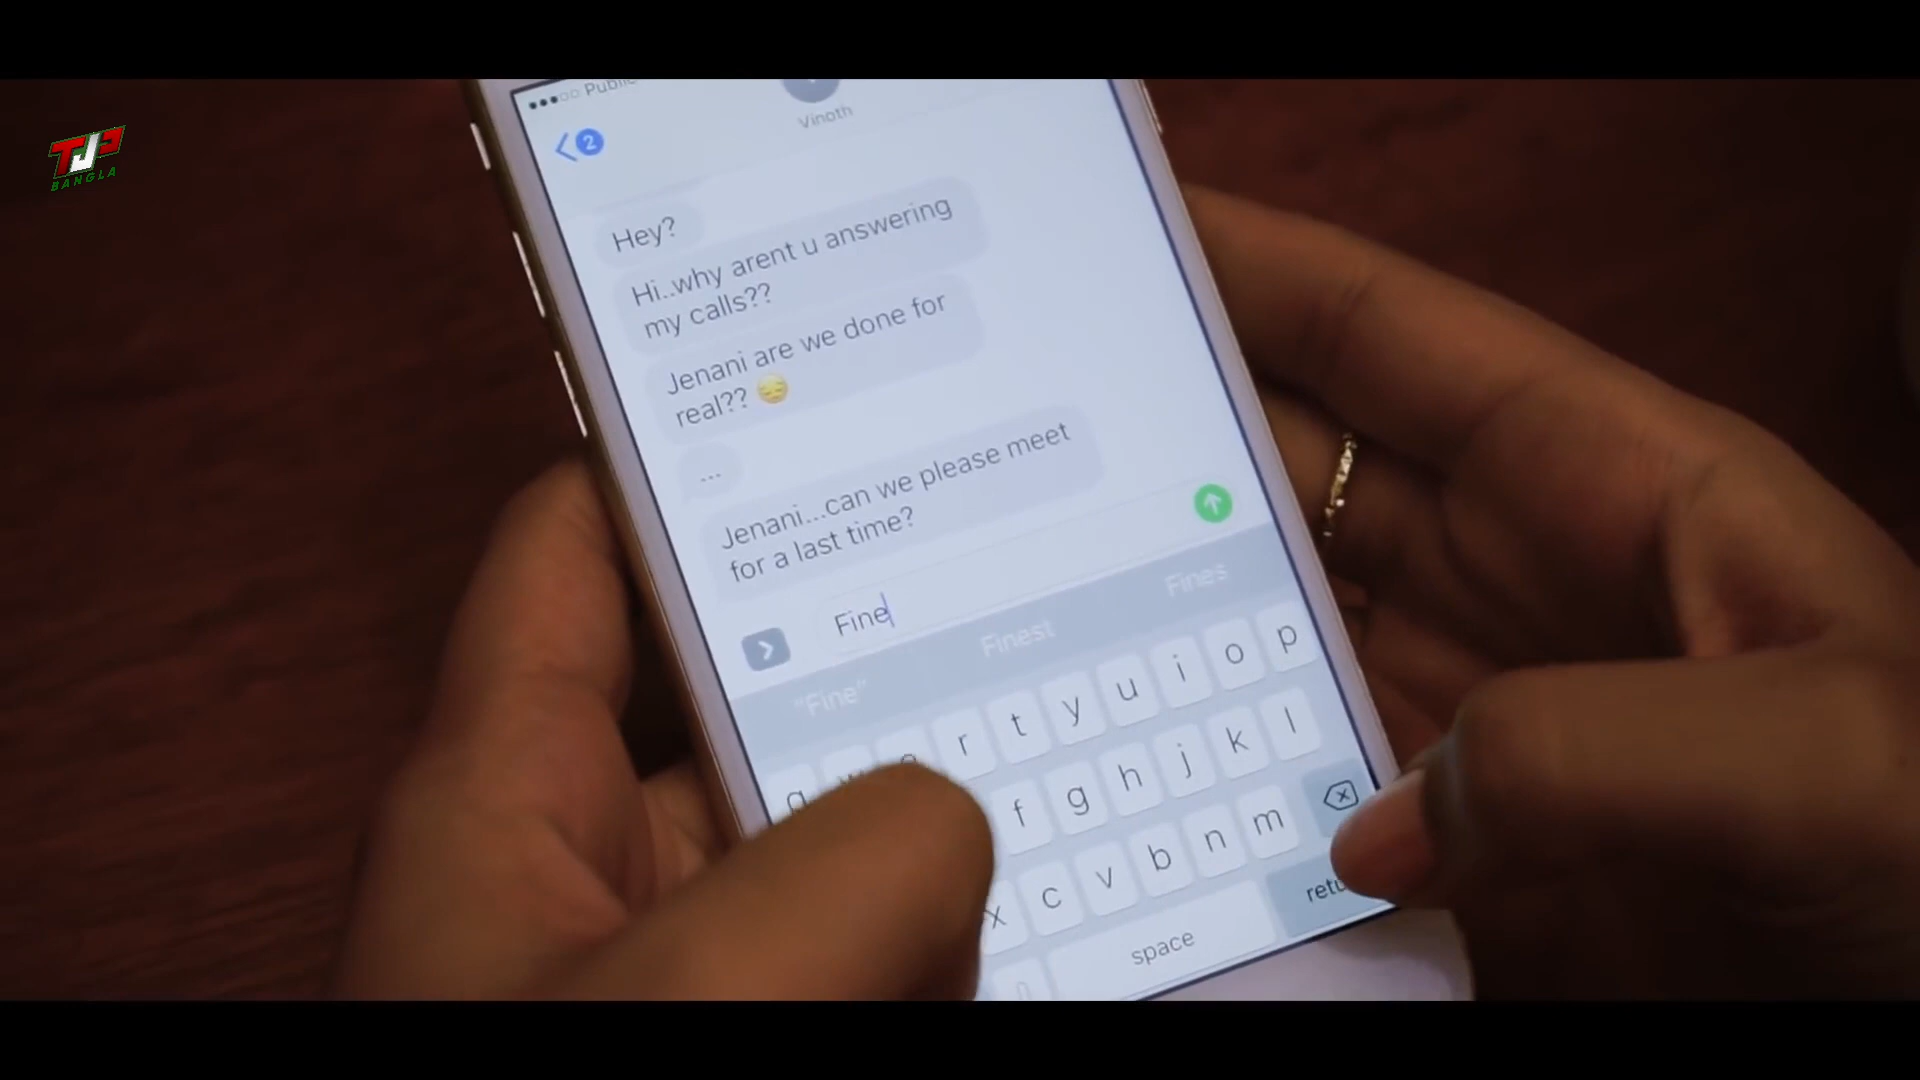 Public
2
Vinoth
TJP
BANGLA
Hey?
Hi..why arent u answering
my calls??
Jenani are we done for
real?? 😔
...
Jenani...can we please meet
for a last time?
Fine
"Fine" Finest Fines
q w e r t y u i o p
f g h j k l
x c v b n m
space retu